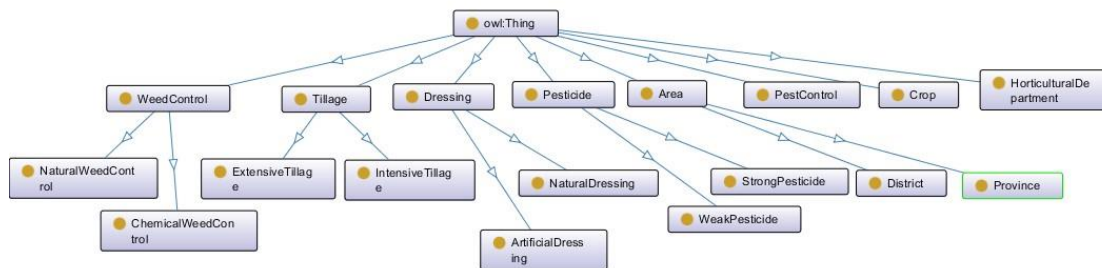 owl:Thing
WeedControl
Tillage
Dressing
Pesticide
Area
PestControl
Crop
HorticulturalDe
partment
NaturalWeedCont
rol
ExtensiveTillag
e
IntensiveTillag
e
NaturalDressing
StrongPesticide
District
Province
ChemicalWeedCon
trol
WeakPesticide
ArtificialDress
ing